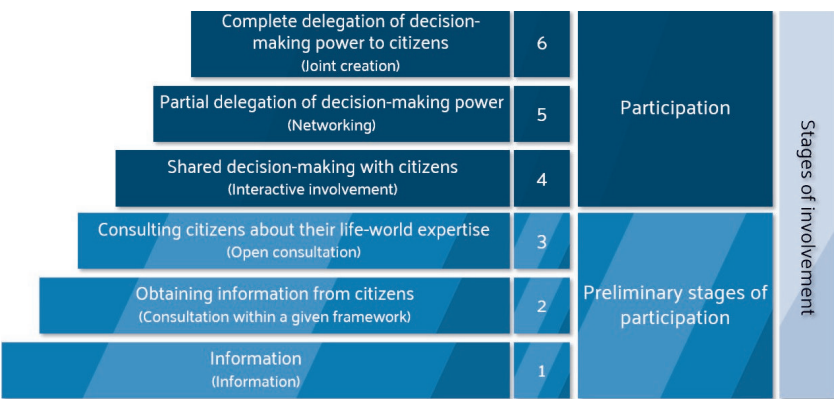 Complete delegation of decision-
making power to citizens
(Joint creation)
6
Partial delegation of decision-making power
(Networking)
5
Participation
Shared decision-making with citizens
(Interactive involvement)
4
Consulting citizens about their life-world expertise
(Open consultation)
3
Obtaining information from citizens
(Consultation within a given framework)
2
Preliminary stages of
participation
Information
(Information)
1
Stages of involvement